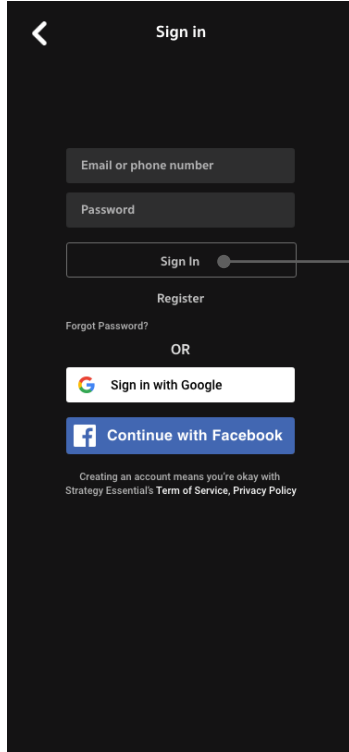 Sign in
Email or phone number
Password
Sign In
Register
Forgot Password?
OR
Sign in with Google
Continue with Facebook
Creating an account means you're okay with
Strategy Essential's Term of Service, Privacy Policy